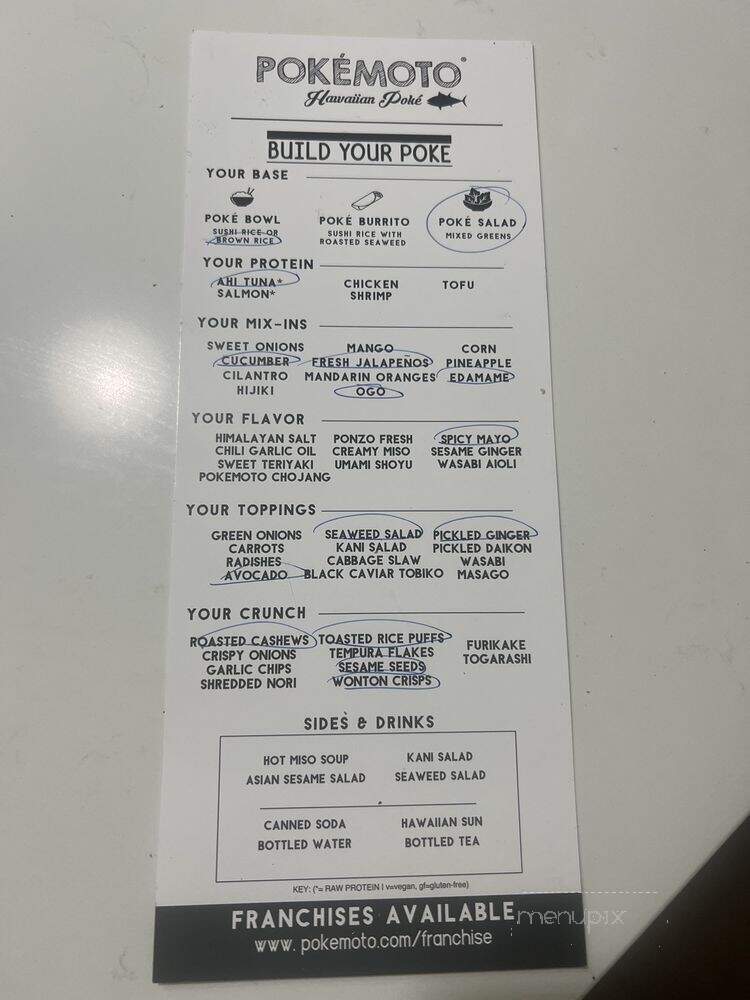 POKÉMOTO®
Hawaiian Poké
BUILD YOUR POKE
YOUR BASE
POKÉ BOWL POKÉ BURRITO POKÉ SALAD
SUSHI RICE OR SUSHI RICE WITH MIXED GREENS
BROWN RICE ROASTED SEAWEED
YOUR PROTEIN
AHI TUNA* CHICKEN TOFU
SALMON* SHRIMP
YOUR MIX-INS
SWEET ONIONS MANGO CORN
CUCUMBER FRESH JALAPEÑOS PINEAPPLE
CILANTRO MANDARIN ORANGES EDAMAME
HIJIKI OGO
YOUR FLAVOR
HIMALAYAN SALT PONZO FRESH SPICY MAYO
CHILI GARLIC OIL CREAMY MISO SESAME GINGER
SWEET TERIYAKI UMAMI SHOYU WASABI AIOLI
POKEMOTO CHOJANG
YOUR TOPPINGS
GREEN ONIONS SEAWEED SALAD PICKLED GINGER
CARROTS KANI SALAD PICKLED DAIKON
RADISHES CABBAGE SLAW WASABI
AVOCADO BLACK CAVIAR TOBIKO MASAGO
YOUR CRUNCH
ROASTED CASHEWS TOASTED RICE PUFFS FURIKAKE
CRISPY ONIONS TEMPURA FLAKES TOGARASHI
GARLIC CHIPS SESAME SEEDS
SHREDDED NORI WONTON CRISPS
SIDES & DRINKS
HOT MISO SOUP KANI SALAD
ASIAN SESAME SALAD SEAWEED SALAD
CANNED SODA HAWAIIAN SUN
BOTTLED WATER BOTTLED TEA
KEY: (*= RAW PROTEIN | v=vegan, gf=gluten-free)
FRANCHISES AVAILABLE
www.pokemoto.com/franchise
menupix